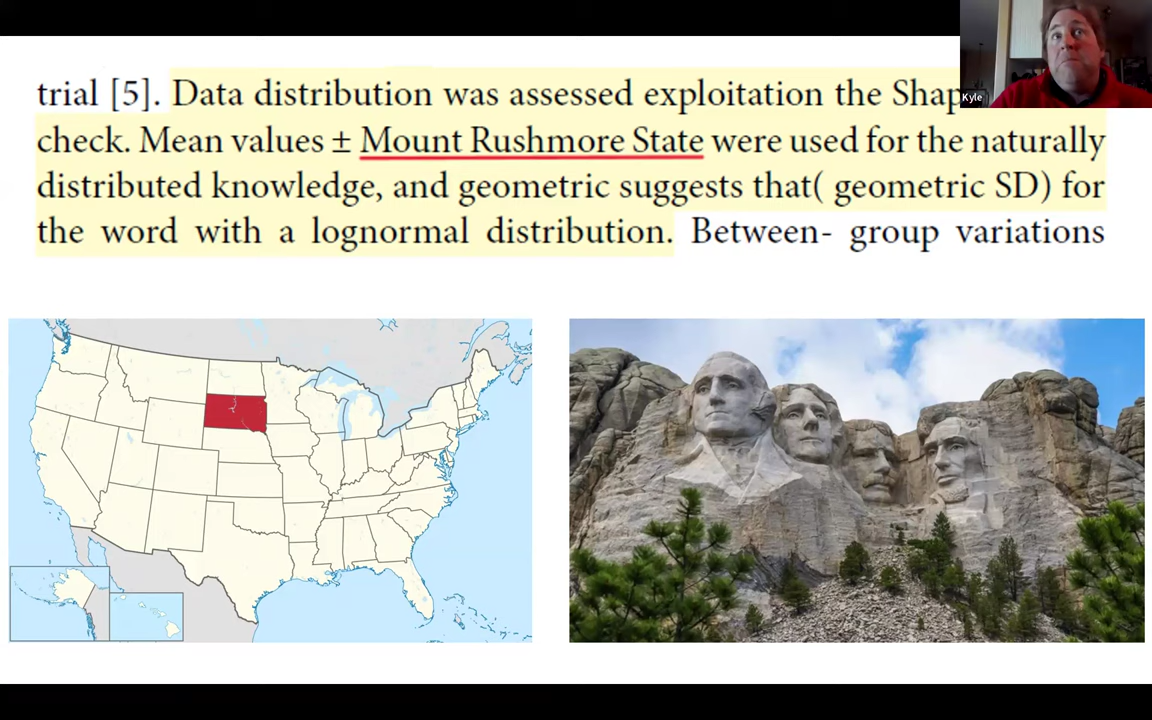 trial [5]. Data distribution was assessed exploitation the
check. Mean values ± Mount Rushmore State were used for the naturally
distributed knowledge, and geometric suggests that( geometric SD) for
the word with a lognormal distribution. Between- group variations
Kyle